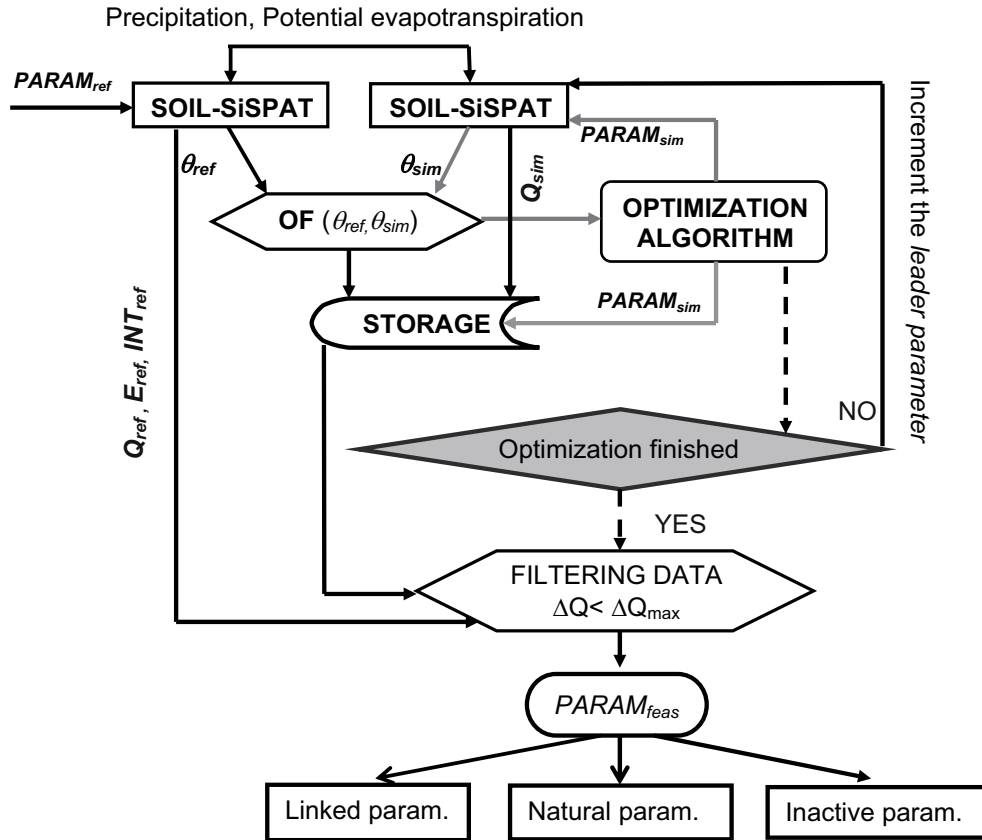 Precipitation, Potential evapotranspiration
PARAMref
SOIL-SiSPAT
SOIL-SiSPAT
PARAMsim
θref
θsim
Qsim
OF (θref,θsim)
OPTIMIZATION
ALGORITHM
PARAMsim
STORAGE
Qref , Eref, INTref
Increment the leader parameter
NO
Optimization finished
YES
FILTERING DATA
ΔQ< ΔQmax
PARAMfeas
Linked param.
Natural param.
Inactive param.